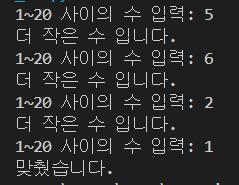 1~20 사이의 수 입력: 5
더 작은 수 입니다.
1~20 사이의 수 입력: 6
더 작은 수 입니다.
1~20 사이의 수 입력: 2
더 작은 수 입니다.
1~20 사이의 수 입력: 1
맞췄습니다.